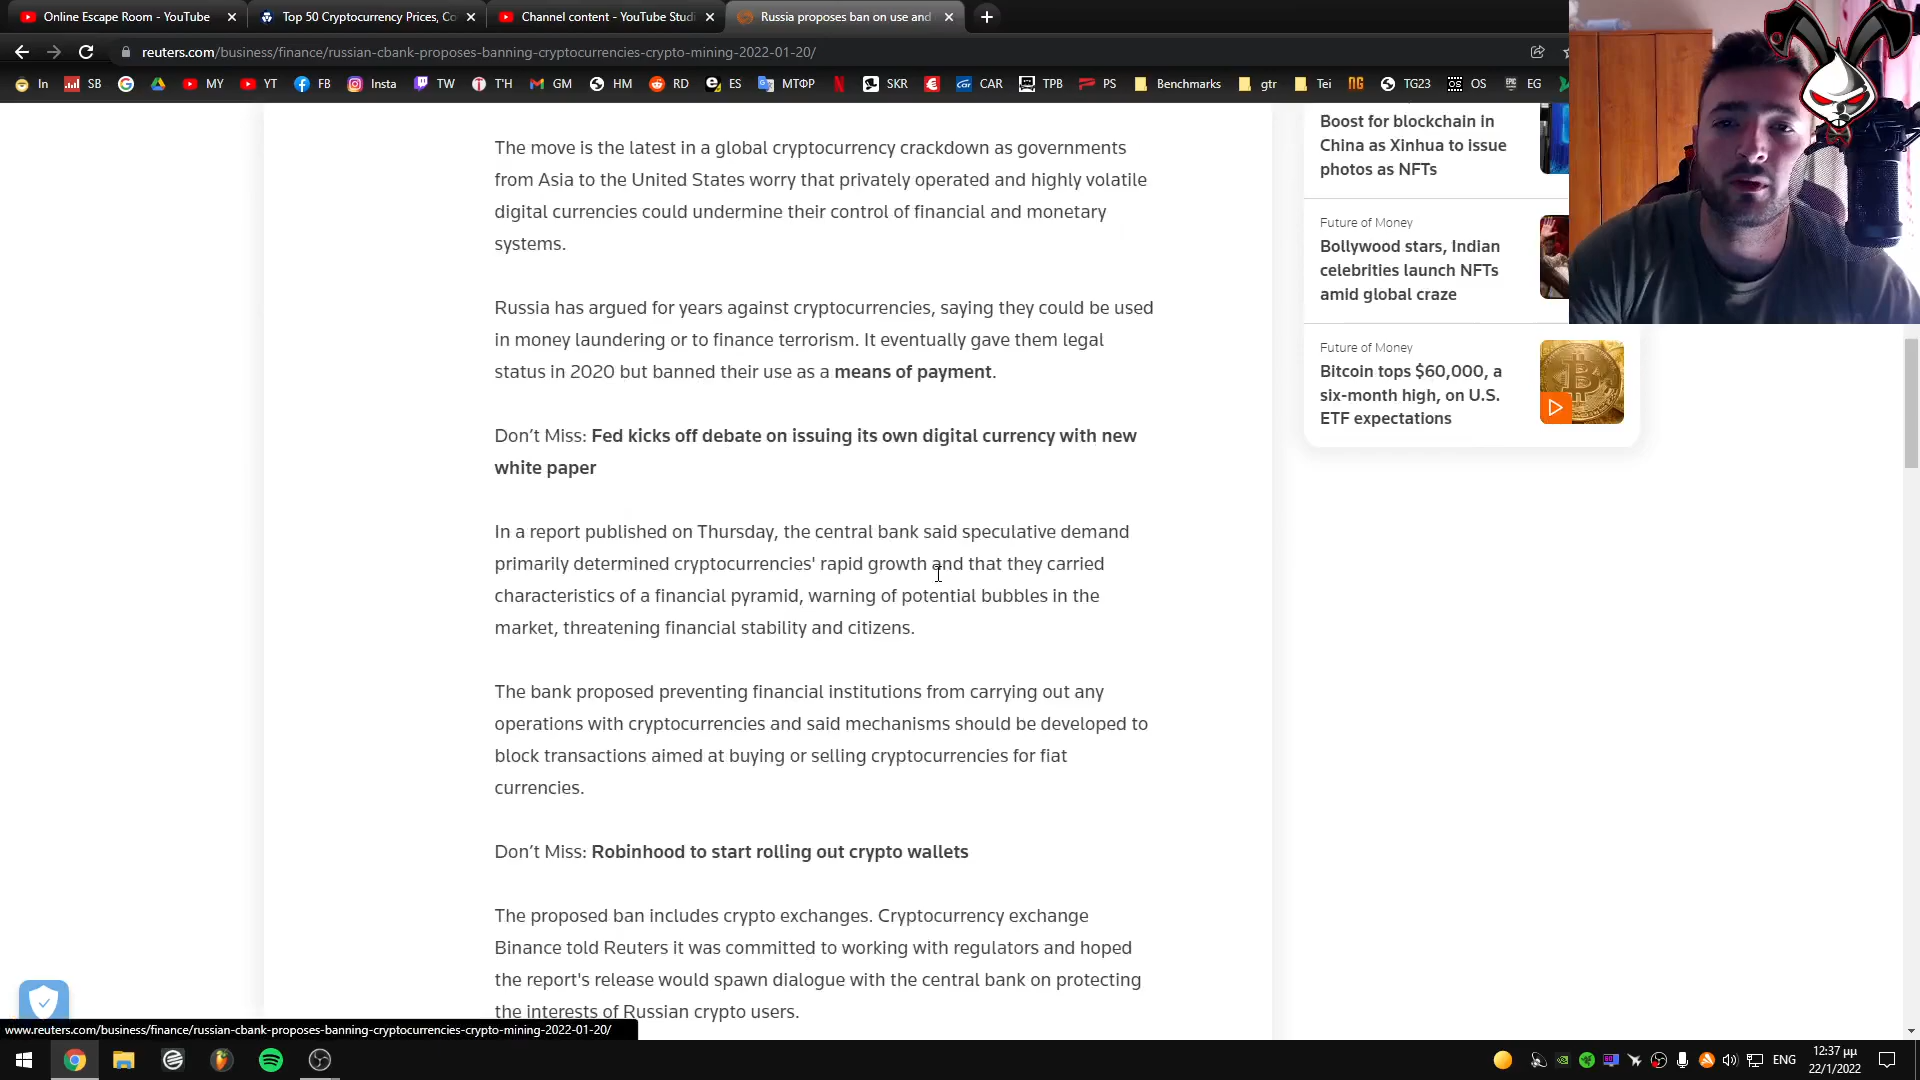 Online Escape Room - YouTube
Top 50 Cryptocurrency Prices, Co
Channel content - YouTube Studi
Russia proposes ban on use and
reuters.com/business/finance/russian-cbank-proposes-banning-cryptocurrencies-crypto-mining-2022-01-20/
In SB MY YT FB Insta TW T'H GM HM RD ES ΜΤΦΡ SKR CAR TPB PS Benchmarks gtr Tei NG TG23 OS EG
The move is the latest in a global cryptocurrency crackdown as governments
from Asia to the United States worry that privately operated and highly volatile
digital currencies could undermine their control of financial and monetary
systems.
Russia has argued for years against cryptocurrencies, saying they could be used
in money laundering or to finance terrorism. It eventually gave them legal
status in 2020 but banned their use as a means of payment.
Don’t Miss: Fed kicks off debate on issuing its own digital currency with new
white paper
In a report published on Thursday, the central bank said speculative demand
primarily determined cryptocurrencies' rapid growth and that they carried
characteristics of a financial pyramid, warning of potential bubbles in the
market, threatening financial stability and citizens.
The bank proposed preventing financial institutions from carrying out any
operations with cryptocurrencies and said mechanisms should be developed to
block transactions aimed at buying or selling cryptocurrencies for fiat
currencies.
Don’t Miss: Robinhood to start rolling out crypto wallets
The proposed ban includes crypto exchanges. Cryptocurrency exchange
Binance told Reuters it was committed to working with regulators and hoped
the report's release would spawn dialogue with the central bank on protecting
the interests of Russian crypto users.
Boost for blockchain in
China as Xinhua to issue
photos as NFTs
Future of Money
Bollywood stars, Indian
celebrities launch NFTs
amid global craze
Future of Money
Bitcoin tops $60,000, a
six-month high, on U.S.
ETF expectations
www.reuters.com/business/finance/russian-cbank-proposes-banning-cryptocurrencies-crypto-mining-2022-01-20/
ENG
12:37 μμ
22/1/2022